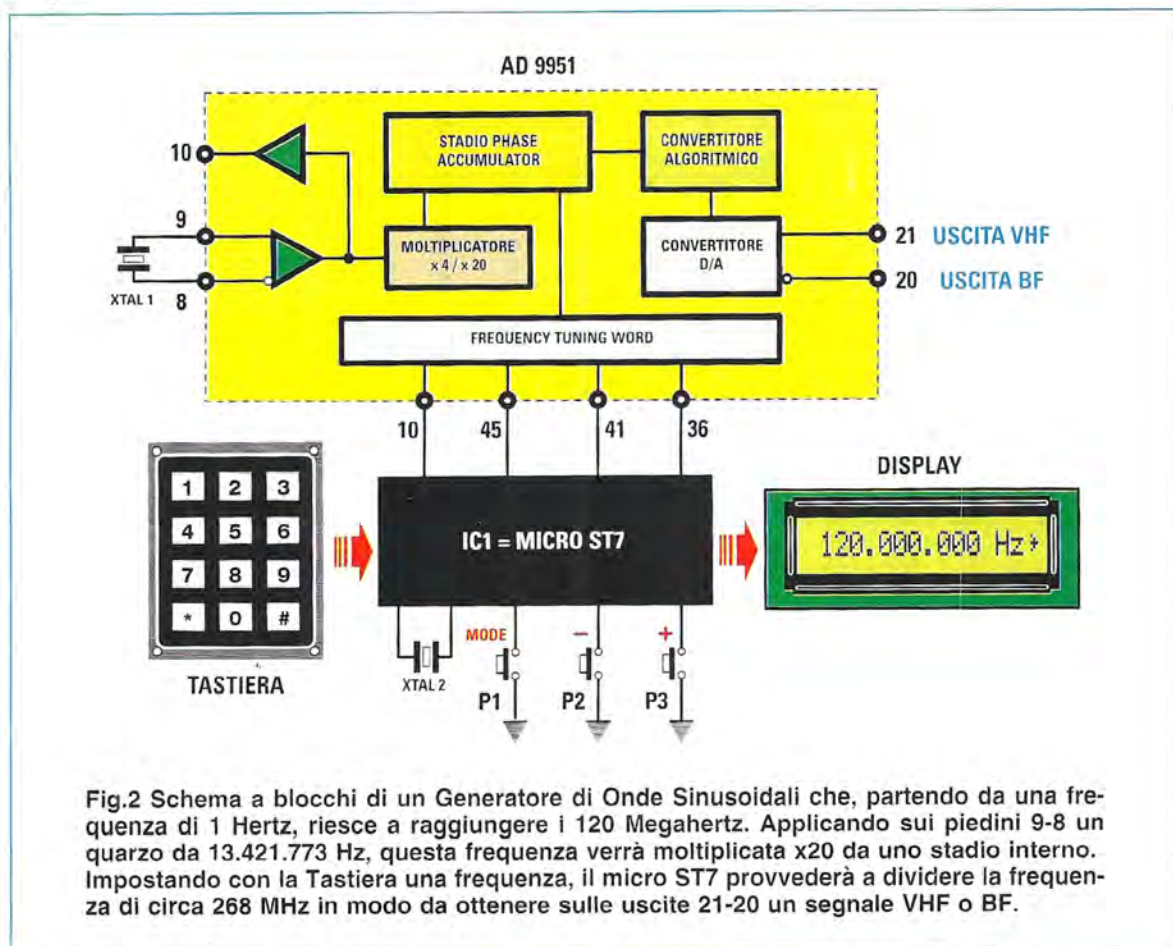 AD 9951
10
STADIO PHASE
ACCUMULATOR
CONVERTITORE
ALGORITMICO
9
MOLTIPLICATORE
x 4 / x 20
CONVERTITORE
D/A
21 USCITA VHF
XTAL 1
8
20 USCITA BF
FREQUENCY TUNING WORD
10
45
41
36
1 2 3
4 5 6
7 8 9
* 0 #
TASTIERA
IC1 = MICRO ST7
DISPLAY
120.000.000 Hz*
MODE
−
+
XTAL 2
P1
P2
P3
Fig.2 Schema a blocchi di un Generatore di Onde Sinusoidali che, partendo da una fre-
quenza di 1 Hertz, riesce a raggiungere i 120 Megahertz. Applicando sui piedini 9-8 un
quarzo da 13.421.773 Hz, questa frequenza verrà moltiplicata x20 da uno stadio interno.
Impostando con la Tastiera una frequenza, il micro ST7 provvederà a dividere la frequen-
za di circa 268 MHz in modo da ottenere sulle uscite 21-20 un segnale VHF o BF.